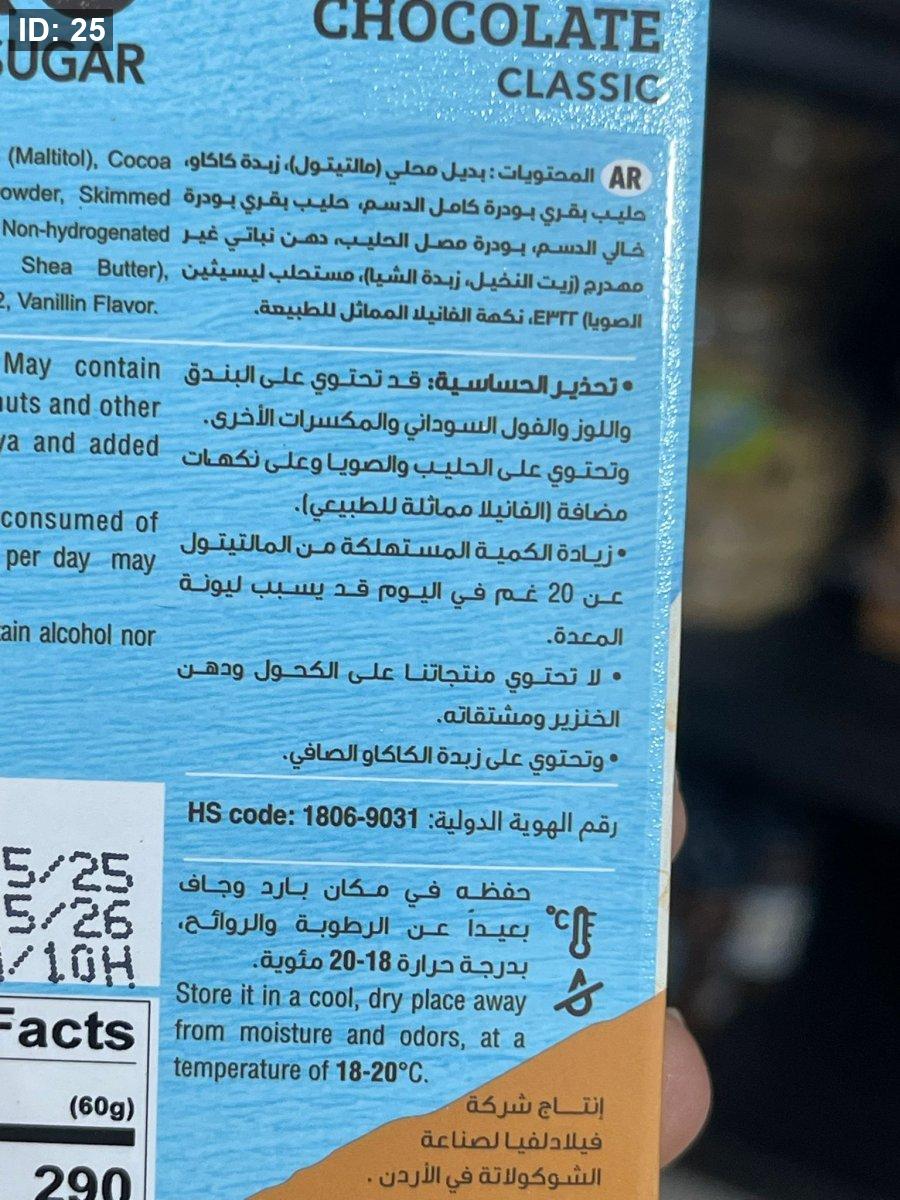 ID: 25
CHOCOLATE
CLASSIC
SUGAR
(Maltitol), Cocoa
Skimmed
Non-hydrogenated
Shea Butter),
Vanillin Flavor.
AR المحتويات: بديل محلي (مالتيتول)، زبدة كاكاو،
حليب بقري بودرة كامل الدسم، حليب بقري بودرة
خالي الدسم، بودرة مصل الحليب، دهن نباتي غير
مهدرج (زيت النخيل، زبدة الشيا)، مستحلب ليسيثين
الصويا) E٣٢٢، نكهة الفانيلا المماثل للطبيعة.
May contain
and other
and added
consumed of
per day may
alcohol nor
• تحذير الحساسية: قد تحتوي على البندق
واللوز والفول السوداني والمكسرات الأخرى.
وتحتوي على الحليب والصويا وعلى نكهات
مضافة (الفانيلا مماثلة للطبيعي).
• زيادة الكمية المستهلكة من المالتيتول
عن 20 غم في اليوم قد يسبب ليونة
المعدة.
• لا تحتوي منتجاتنا على الكحول ودهن
الخنزير ومشتقاته.
• وتحتوي على زبدة الكاكاو الصافي.
رقم الهوية الدولية: HS code: 1806-9031
5/25
5/26
/10H
حفظه في مكان بارد وجاف
بعيداً عن الرطوبة والروائح،
بدرجة حرارة 18-20 مئوية.
°C
Store it in a cool, dry place away
from moisture and odors, at a
temperature of 18-20°C.
Facts
(60g)
290
إنتاج شركة
فيلادلفيا لصناعة
الشوكولاتة في الأردن.